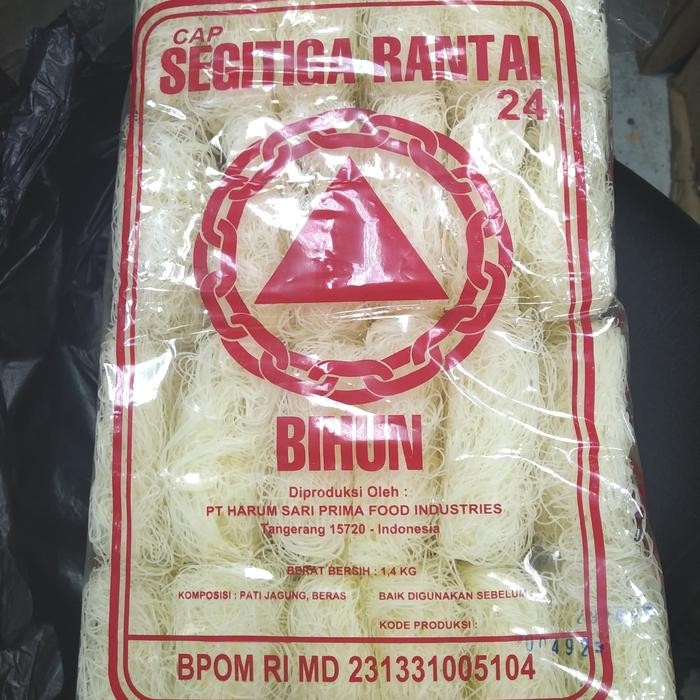 CAP
SEGITIGA RANTAI
24
BIHUN
Diproduksi Oleh :
PT HARUM SARI PRIMA FOOD INDUSTRIES
Tangerang 15720 - Indonesia
BERAT BERSIH : 1,4 KG
KOMPOSISI : PATI JAGUNG, BERAS
BAIK DIGUNAKAN SEBELUM :
KODE PRODUKSI :
BPOM RI MD 231331005104